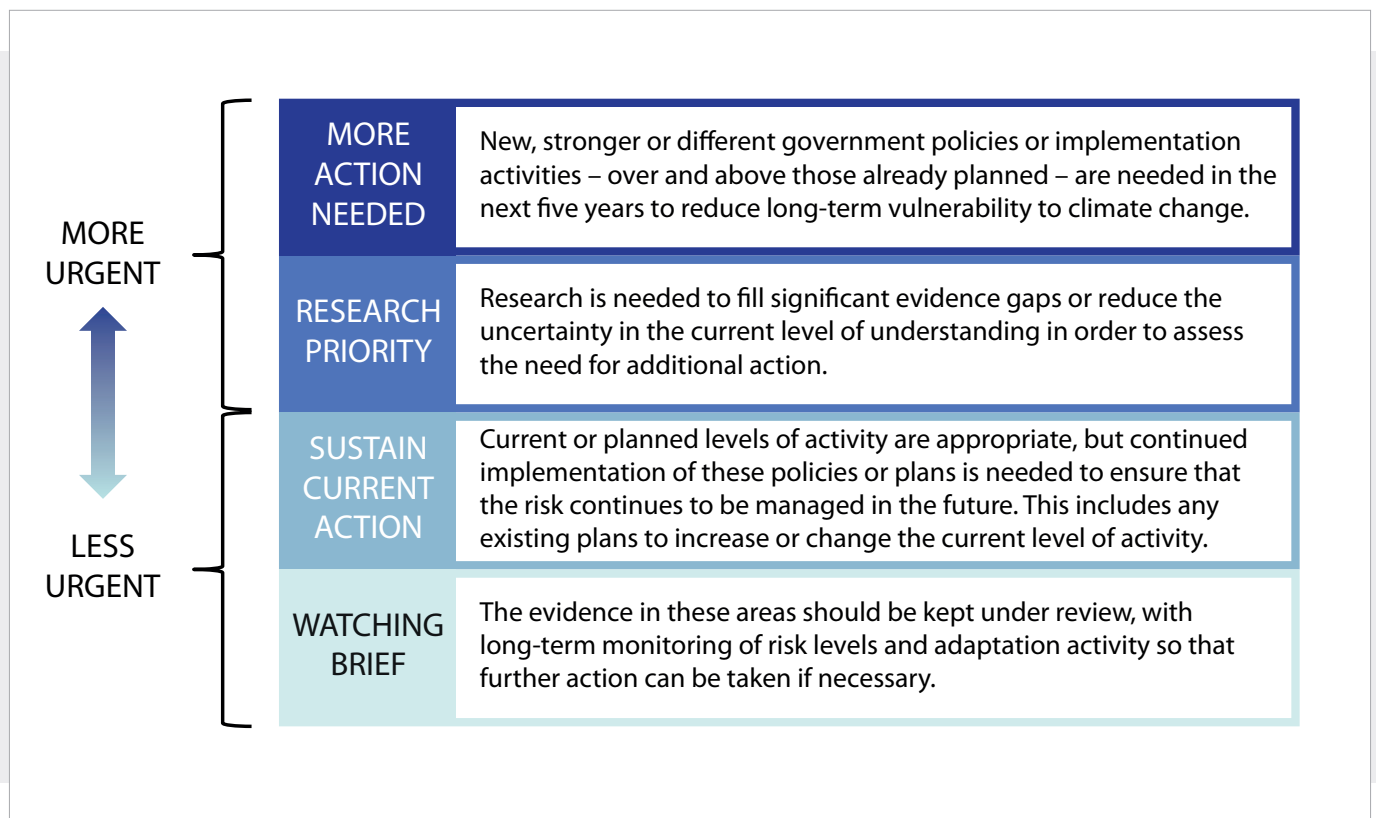 MORE
URGENT
LESS
URGENT
MORE
ACTION
NEEDED
New, stronger or different government policies or implementation
activities – over and above those already planned – are needed in the
next five years to reduce long-term vulnerability to climate change.
RESEARCH
PRIORITY
Research is needed to fill significant evidence gaps or reduce the
uncertainty in the current level of understanding in order to assess
the need for additional action.
SUSTAIN
CURRENT
ACTION
Current or planned levels of activity are appropriate, but continued
implementation of these policies or plans is needed to ensure that
the risk continues to be managed in the future. This includes any
existing plans to increase or change the current level of activity.
WATCHING
BRIEF
The evidence in these areas should be kept under review, with
long-term monitoring of risk levels and adaptation activity so that
further action can be taken if necessary.